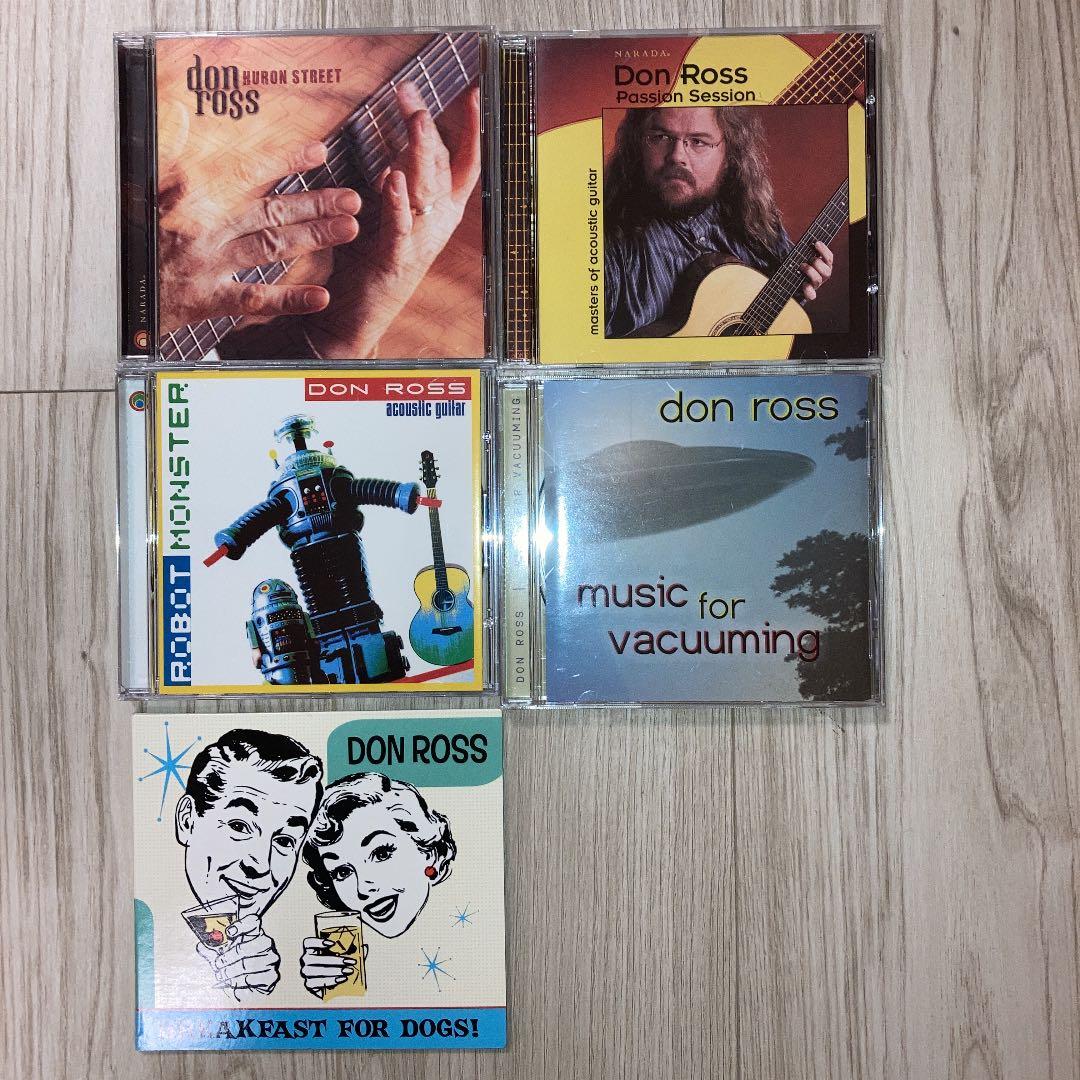 don
ross
HURON STREET
NARADA®
NARADA®
Don Ross
Passion Session
masters of acoustic guitar
DON ROSS
acoustic guitar
ROBOT MONSTER
don ross
music for
vacuuming
DON ROSS
R VACUUMING
DON ROSS
AKFAST FOR DOGS!